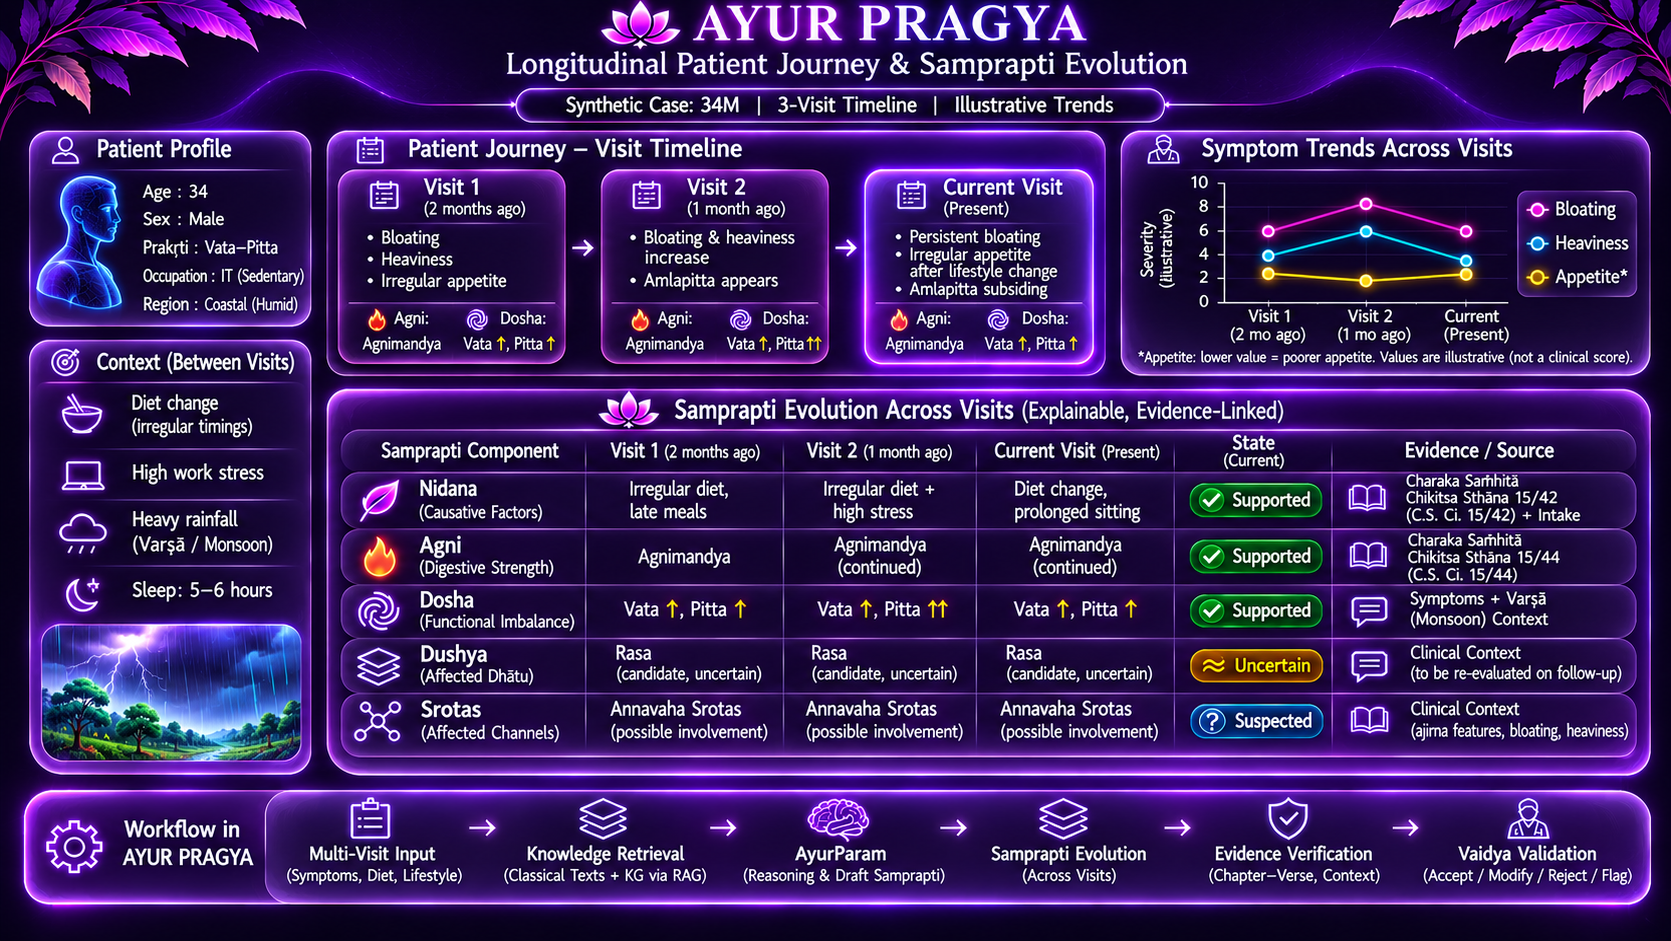 AYUR PRAGYA
Longitudinal Patient Journey & Samprapti Evolution
Synthetic Case: 34M | 3-Visit Timeline | Illustrative Trends
Patient Profile
Age : 34
Sex : Male
Prakṛti : Vata–Pitta
Occupation : IT (Sedentary)
Region : Coastal (Humid)
Context (Between Visits)
Diet change
(irregular timings)
High work stress
Heavy rainfall
(Varṣā / Monsoon)
Sleep: 5–6 hours
Patient Journey – Visit Timeline
Visit 1
(2 months ago)
• Bloating
• Heaviness
• Irregular appetite
Agni:
Agnimandya
Dosha:
Vata ↑, Pitta ↑
Visit 2
(1 month ago)
• Bloating & heaviness
increase
• Amlapitta appears
Agni:
Agnimandya
Dosha:
Vata ↑, Pitta ↑↑
Current Visit
(Present)
• Persistent bloating
• Irregular appetite
after lifestyle change
• Amlapitta subsiding
Agni:
Agnimandya
Dosha:
Vata ↑, Pitta ↑
Symptom Trends Across Visits
Severity
(illustrative)
10
8
6
4
2
0
Visit 1
(2 mo ago)
Visit 2
(1 mo ago)
Current
(Present)
Bloating
Heaviness
Appetite*
*Appetite: lower value = poorer appetite. Values are illustrative (not a clinical score).
Samprapti Evolution Across Visits (Explainable, Evidence-Linked)
Samprapti Component
Visit 1 (2 months ago)
Visit 2 (1 month ago)
Current Visit (Present)
State
(Current)
Evidence / Source
Nidana
(Causative Factors)
Irregular diet,
late meals
Irregular diet +
high stress
Diet change,
prolonged sitting
Supported
Charaka Saṁhitā
Chikitsa Sthāna 15/42
(C.S. Ci. 15/42) + Intake
Agni
(Digestive Strength)
Agnimandya
Agnimandya
(continued)
Agnimandya
(continued)
Supported
Charaka Saṁhitā
Chikitsa Sthāna 15/44
(C.S. Ci. 15/44)
Dosha
(Functional Imbalance)
Vata ↑, Pitta ↑
Vata ↑, Pitta ↑↑
Vata ↑, Pitta ↑
Supported
Symptoms + Varṣā
(Monsoon) Context
Dushya
(Affected Dhātu)
Rasa
(candidate, uncertain)
Rasa
(candidate, uncertain)
Rasa
(candidate, uncertain)
Uncertain
Clinical Context
(to be re-evaluated on follow-up)
Srotas
(Affected Channels)
Annavaha Srotas
(possible involvement)
Annavaha Srotas
(possible involvement)
Annavaha Srotas
(possible involvement)
? Suspected
Clinical Context
(ajirna features, bloating, heaviness)
Workflow in
AYUR PRAGYA
Multi-Visit Input
(Symptoms, Diet, Lifestyle)
Knowledge Retrieval
(Classical Texts + KG via RAG)
AyurParam
(Reasoning & Draft Samprapti)
Samprapti Evolution
(Across Visits)
Evidence Verification
(Chapter–Verse, Context)
Vaidya Validation
(Accept / Modify / Reject / Flag)